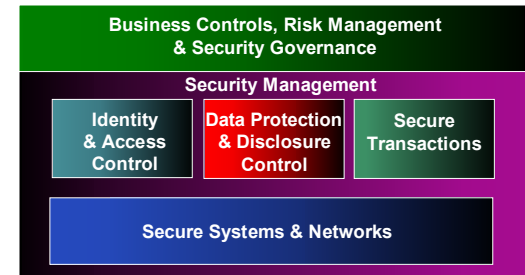 Business Controls, Risk Management
& Security Governance
Security Management
Identity
& Access
Control
Data Protection
& Disclosure
Control
Secure
Transactions
Secure Systems & Networks